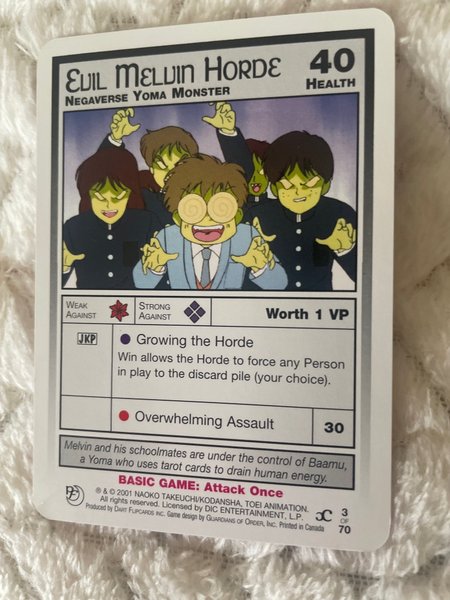 Evil Melvin Horde
40
Negaverse Yoma Monster
Health
Weak Against
Strong Against
Worth 1 VP
JKP
Growing the Horde
Win allows the Horde to force any Person
in play to the discard pile (your choice).
Overwhelming Assault
30
Melvin and his schoolmates are under the control of Baamu,
a Yoma who uses tarot cards to drain human energy.
BASIC GAME: Attack Once
® & © 2001 NAOKO TAKEUCHI/KODANSHA, TOEI ANIMATION.
All rights reserved. Licensed by DIC ENTERTAINMENT, L.P.
Produced by Dart Flipcards Inc. Game design by Guardians of Order, Inc. Printed in Canada
C
3
OF
70